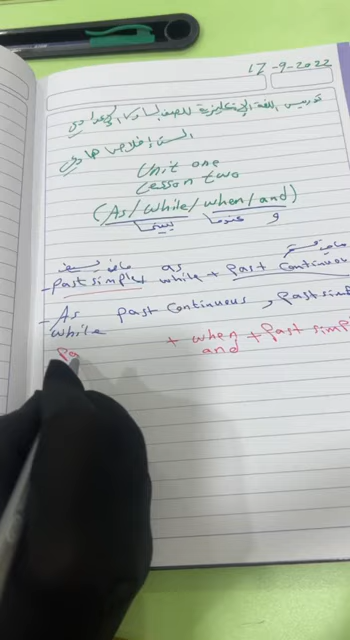 17-9-2022
تدريس اللغة الإنكليزية للصف السادس الإعدادي
الست إخلاص هادي
Unit one
Lesson two
(As/while/when/and)
بينما عندما و
ماضي بسيط ماضي مستمر
- past simple + as while + past continuous
- As while past continuous , past simple
Pa + when and + past simple